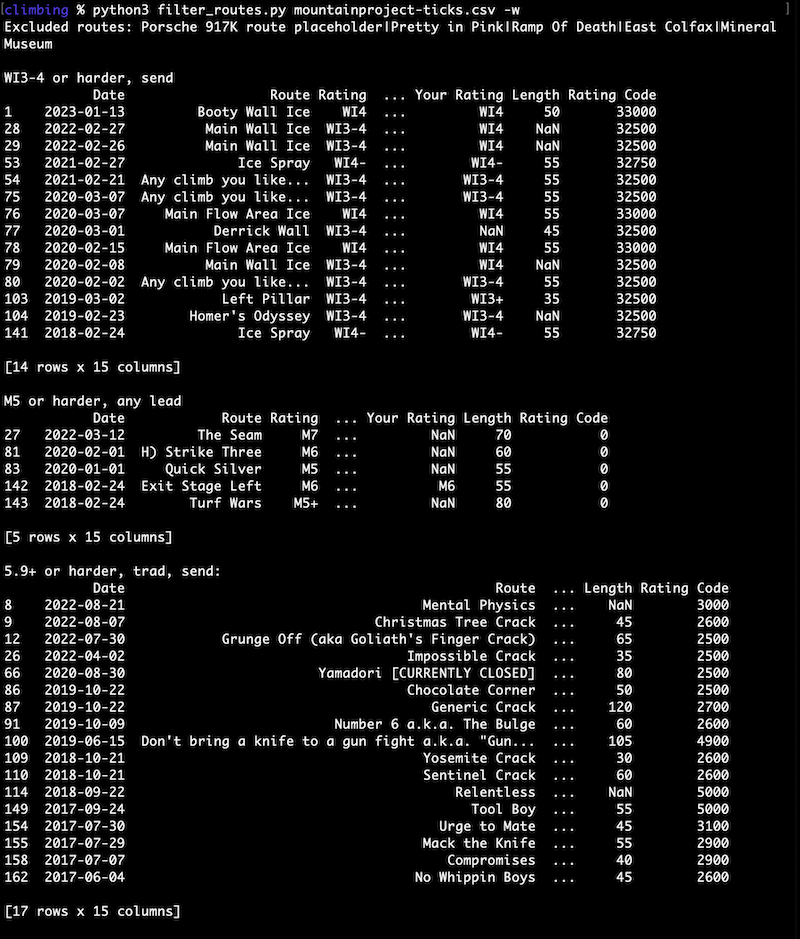 climbing % python3 filter_routes.py mountainproject-ticks.csv -w
Excluded routes: Porsche 917K route placeholder|Pretty in Pink|Ramp Of Death|East Colfax|Mineral
Museum
WI3-4 or harder, send
Date Route Rating ... Your Rating Length Rating Code
1 2023-01-13 Booty Wall Ice WI4 ... WI4 50 33000
28 2022-02-27 Main Wall Ice WI3-4 ... WI4 NaN 32500
29 2022-02-26 Main Wall Ice WI3-4 ... WI4 NaN 32500
53 2021-02-27 Ice Spray WI4- ... WI4- 55 32750
54 2021-02-21 Any climb you like... WI3-4 ... WI3-4 55 32500
75 2020-03-07 Any climb you like... WI3-4 ... WI3-4 55 32500
76 2020-03-07 Main Flow Area Ice WI4 ... WI4 55 33000
77 2020-03-01 Derrick Wall WI3-4 ... NaN 45 32500
78 2020-02-15 Main Flow Area Ice WI4 ... WI4 55 33000
79 2020-02-08 Main Wall Ice WI3-4 ... WI4 NaN 32500
80 2020-02-02 Any climb you like... WI3-4 ... WI3-4 55 32500
103 2019-03-02 Left Pillar WI3-4 ... WI3+ 35 32500
104 2019-02-23 Homer's Odyssey WI3-4 ... WI3-4 NaN 32500
141 2018-02-24 Ice Spray WI4- ... WI4- 55 32750
[14 rows x 15 columns]
M5 or harder, any lead
Date Route Rating ... Your Rating Length Rating Code
27 2022-03-12 The Seam M7 ... NaN 70 0
81 2020-02-01 H) Strike Three M6 ... NaN 60 0
83 2020-01-01 Quick Silver M5 ... NaN 55 0
142 2018-02-24 Exit Stage Left M6 ... M6 55 0
143 2018-02-24 Turf Wars M5+ ... NaN 80 0
[5 rows x 15 columns]
5.9+ or harder, trad, send:
Date Route ... Length Rating Code
8 2022-08-21 Mental Physics ... NaN 3000
9 2022-08-07 Christmas Tree Crack ... 45 2600
12 2022-07-30 Grunge Off (aka Goliath's Finger Crack) ... 65 2500
26 2022-04-02 Impossible Crack ... 35 2500
66 2020-08-30 Yamadori [CURRENTLY CLOSED] ... 80 2500
86 2019-10-22 Chocolate Corner ... 50 2500
87 2019-10-22 Generic Crack ... 120 2700
91 2019-10-09 Number 6 a.k.a. The Bulge ... 60 2600
100 2019-06-15 Don't bring a knife to a gun fight a.k.a. "Gun... ... 105 4900
109 2018-10-21 Yosemite Crack ... 30 2600
110 2018-10-21 Sentinel Crack ... 60 2600
114 2018-09-22 Relentless ... NaN 5000
149 2017-09-24 Tool Boy ... 55 5000
154 2017-07-30 Urge to Mate ... 45 3100
155 2017-07-29 Mack the Knife ... 55 2900
158 2017-07-07 Compromises ... 40 2900
162 2017-06-04 No Whippin Boys ... 45 2600
[17 rows x 15 columns]